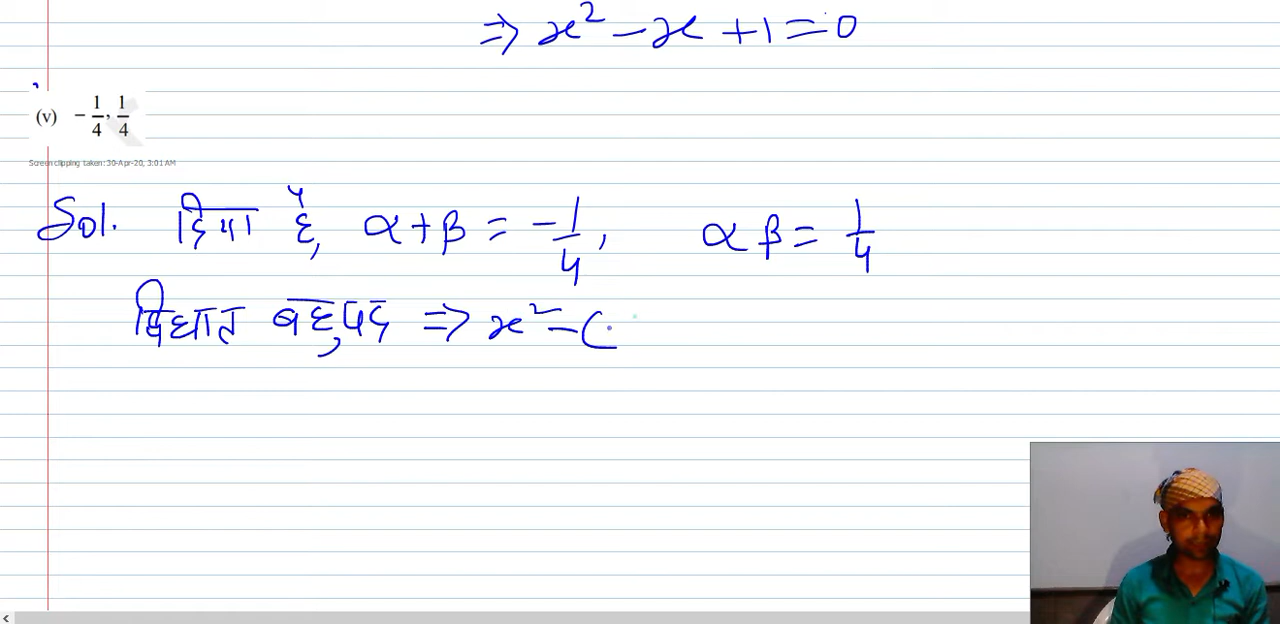 ⇒ x² - x + 1 = 0
(v) -1/4, 1/4
Screen clipping taken: 30-Apr-20, 3:01 AM
Sol. दिया है, α + β = -1/4, αβ = 1/4
द्विघात बहुपद ⇒ x² - (